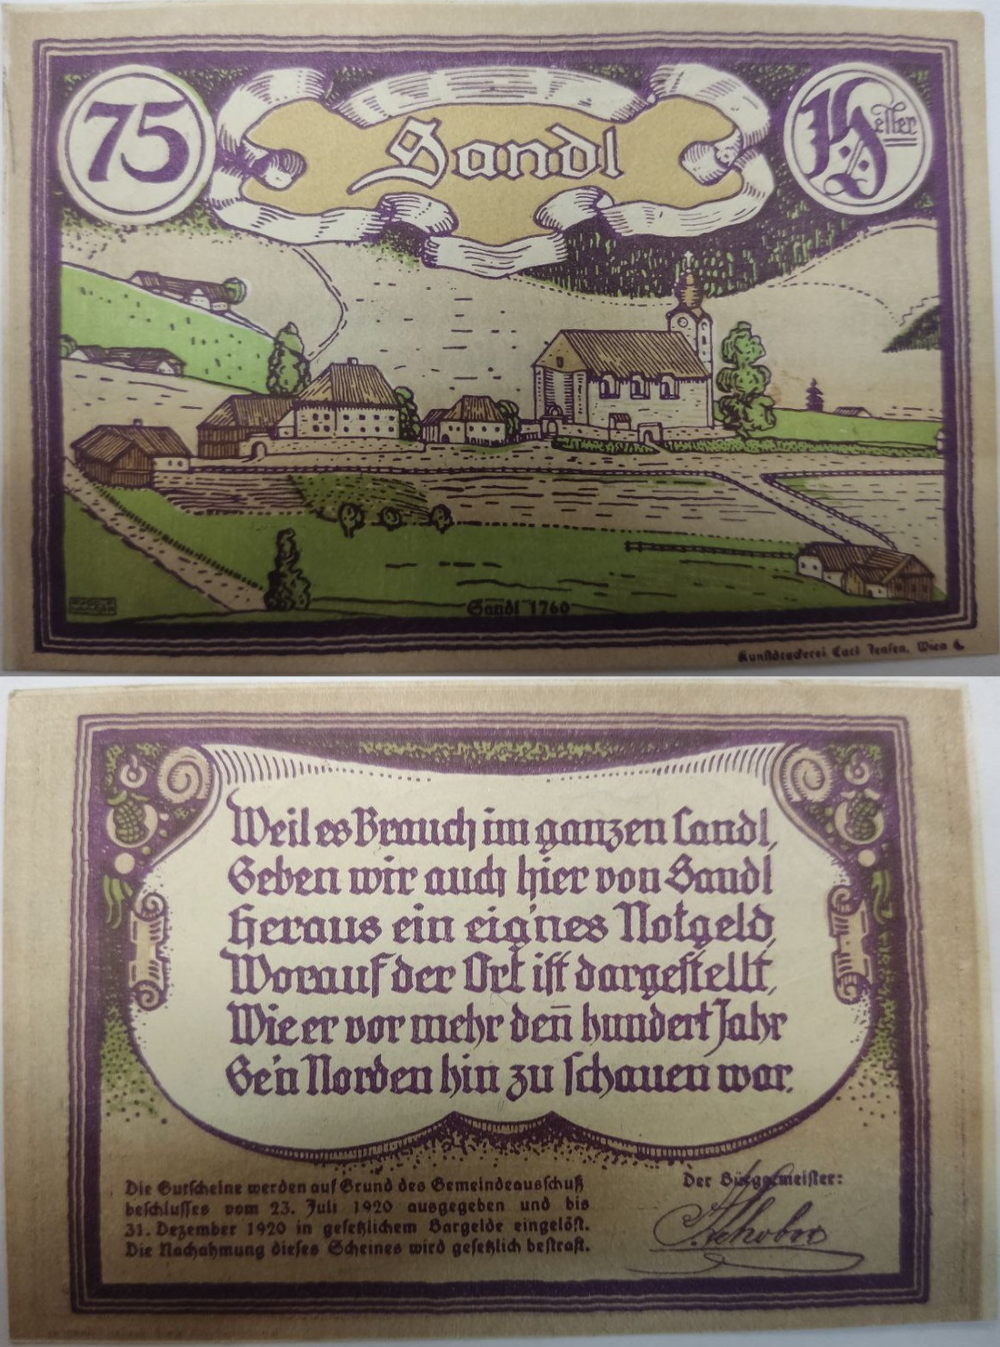 75
Sandl
Heller
Sandl 1760
Kunstdruckerei Carl Jensen, Wien 6.
Weil es Brauch im ganzen Landl,
Geben wir auch hier von Sandl
Heraus ein eig'nes Notgeld,
Worauf der Ort ist dargestellt,
Wie er vor mehr den̄ hundert Jahr
Ge'n Norden hin zu schauen war.
Die Gutscheine werden auf Grund des Gemeindeausschuß
beschlusses vom 23. Juli 1920 ausgegeben und bis
31. Dezember 1920 in gesetzlichem Bargelde eingelöst.
Die Nachahmung dieses Scheines wird gesetzlich bestraft.
Der Bürgermeister: